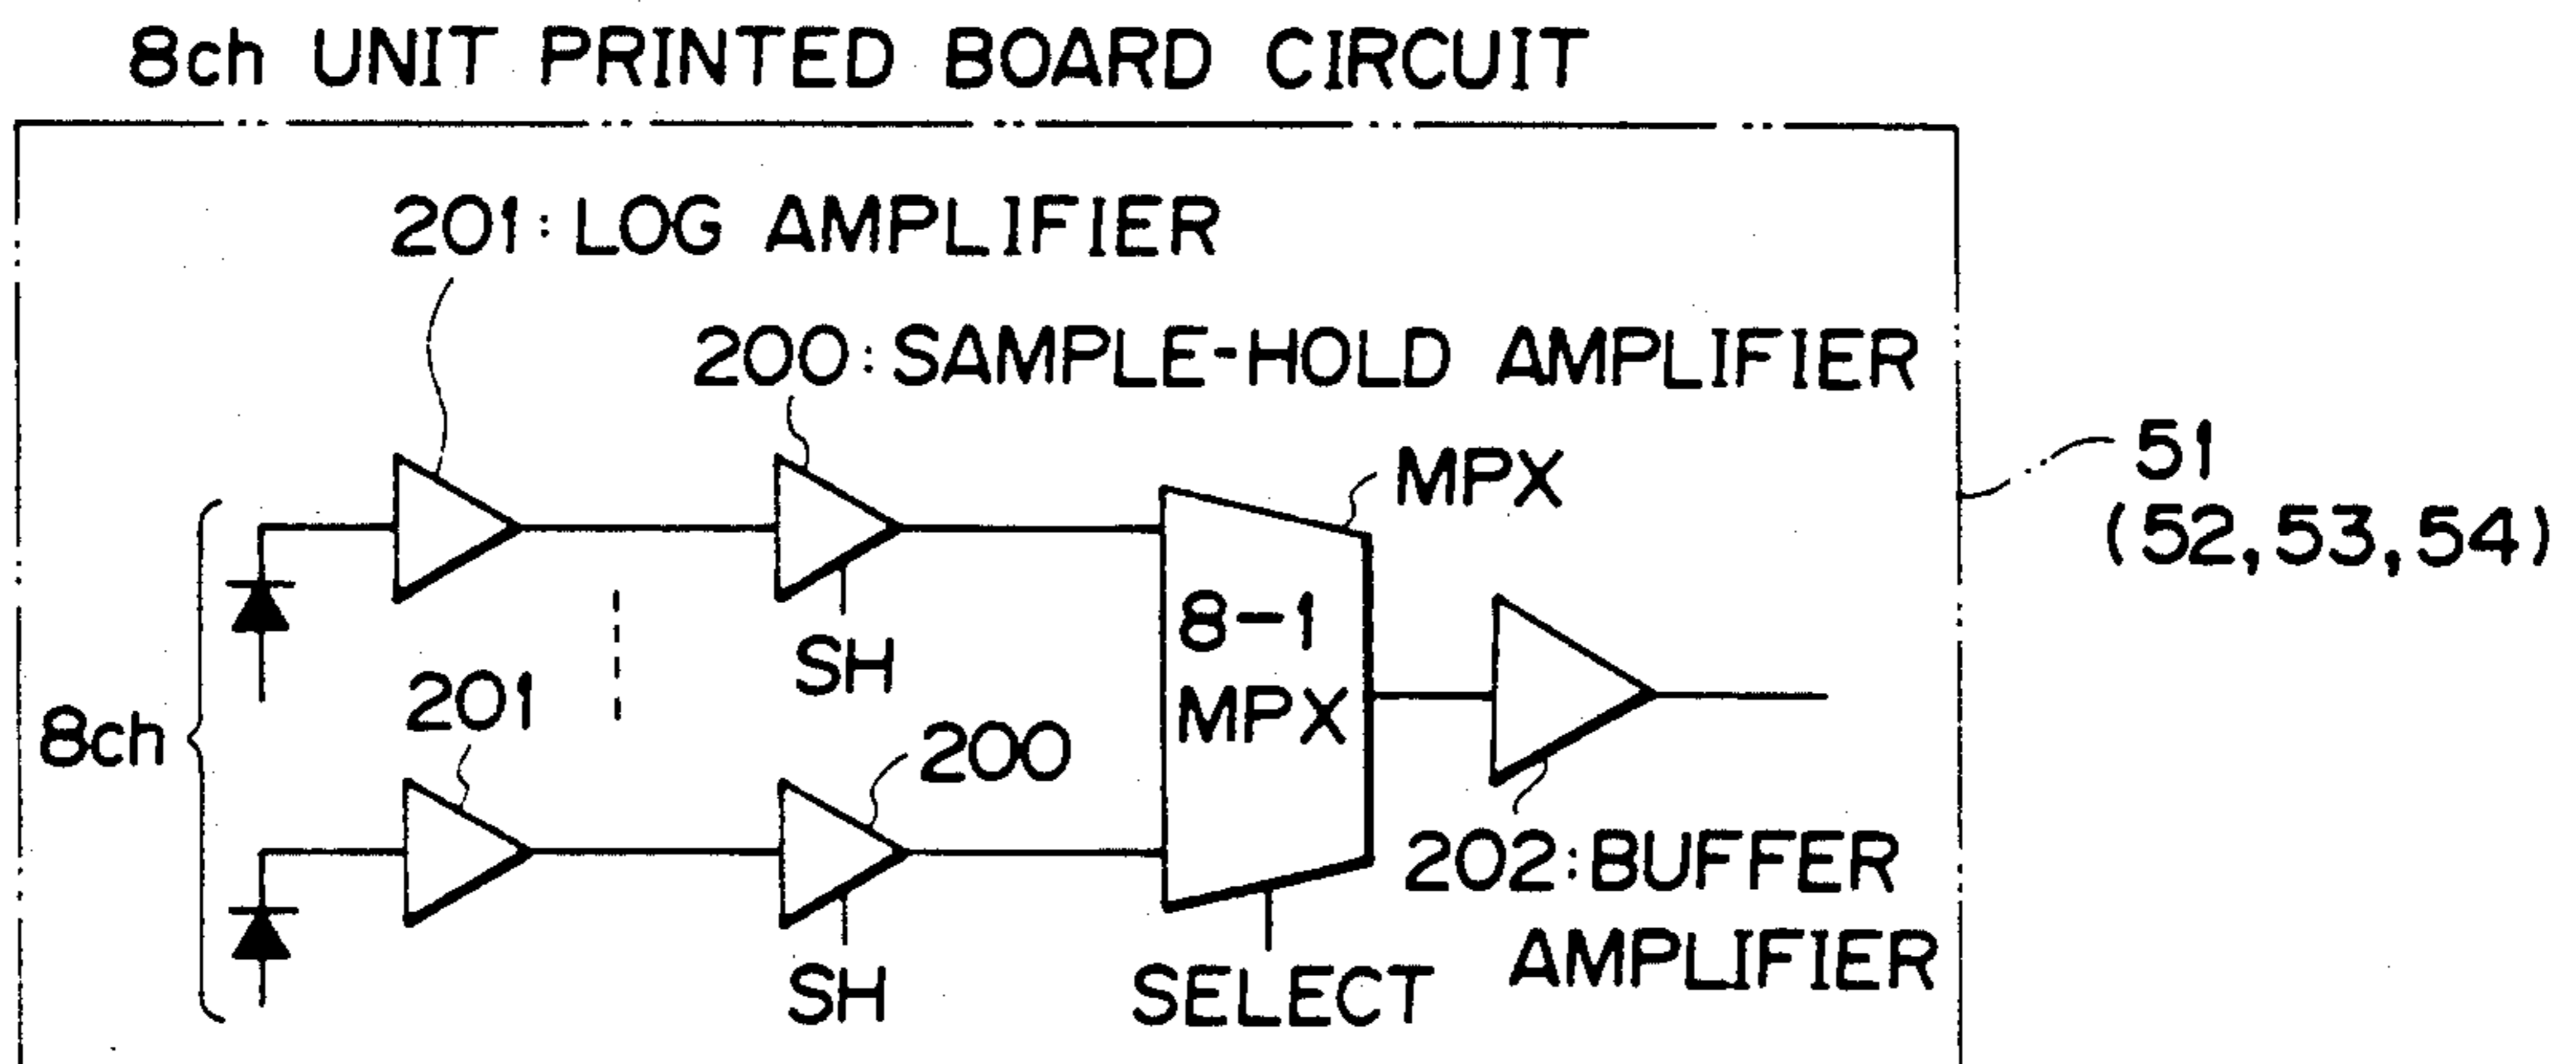 8ch UNIT PRINTED BOARD CIRCUIT
201: LOG AMPLIFIER
200: SAMPLE-HOLD AMPLIFIER
MPX
51
(52, 53, 54)
8-1
MPX
SH
201
8ch
200
202: BUFFER
AMPLIFIER
SH
SELECT